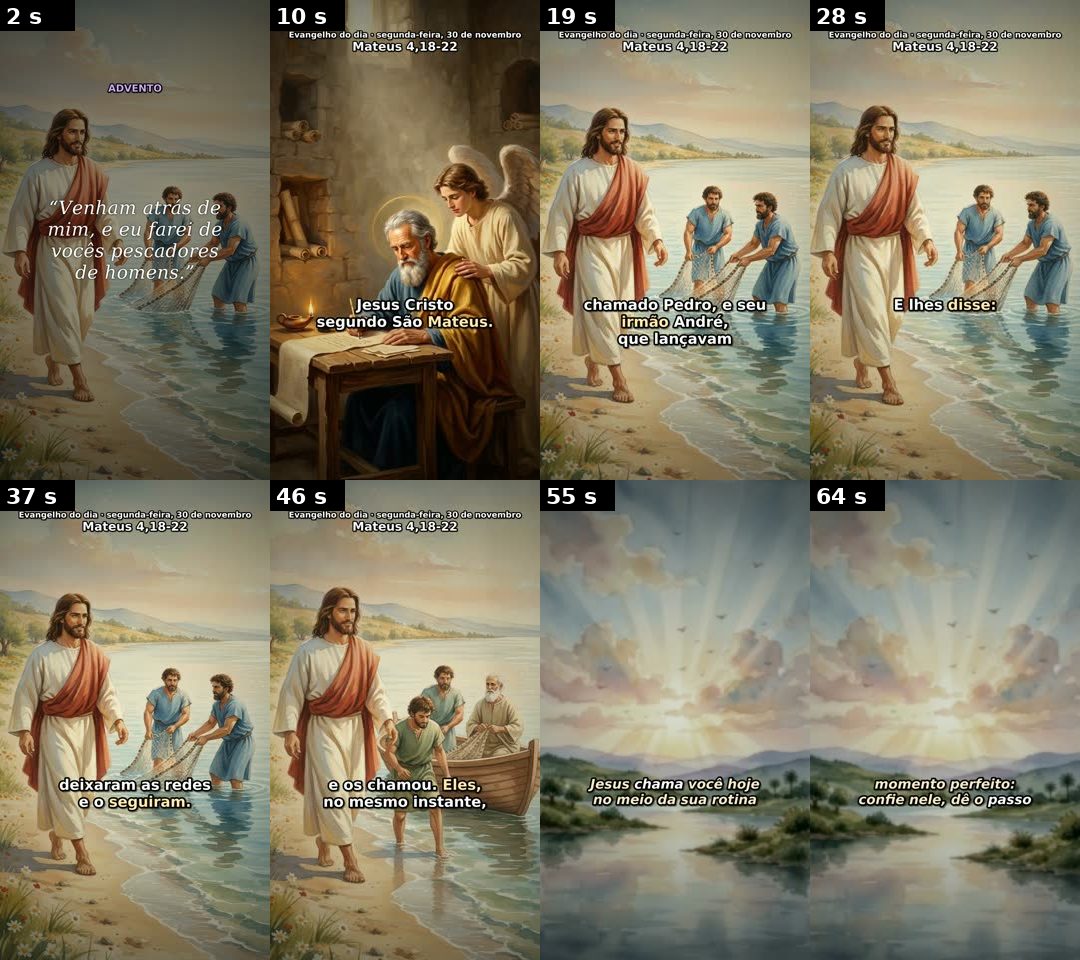 2 s
ADVENTO
“Venham atrás de
mim, e eu farei de
vocês pescadores
de homens.”
10 s
Evangelho do dia · segunda-feira, 30 de novembro
Mateus 4,18-22
Jesus Cristo
segundo São Mateus.
19 s
Evangelho do dia · segunda-feira, 30 de novembro
Mateus 4,18-22
chamado Pedro, e seu
irmão André,
que lançavam
28 s
Evangelho do dia · segunda-feira, 30 de novembro
Mateus 4,18-22
E lhes disse:
37 s
Evangelho do dia · segunda-feira, 30 de novembro
Mateus 4,18-22
deixaram as redes
e o seguiram.
46 s
Evangelho do dia · segunda-feira, 30 de novembro
Mateus 4,18-22
e os chamou. Eles,
no mesmo instante,
55 s
Jesus chama você hoje
no meio da sua rotina
64 s
momento perfeito:
confie nele, dê o passo